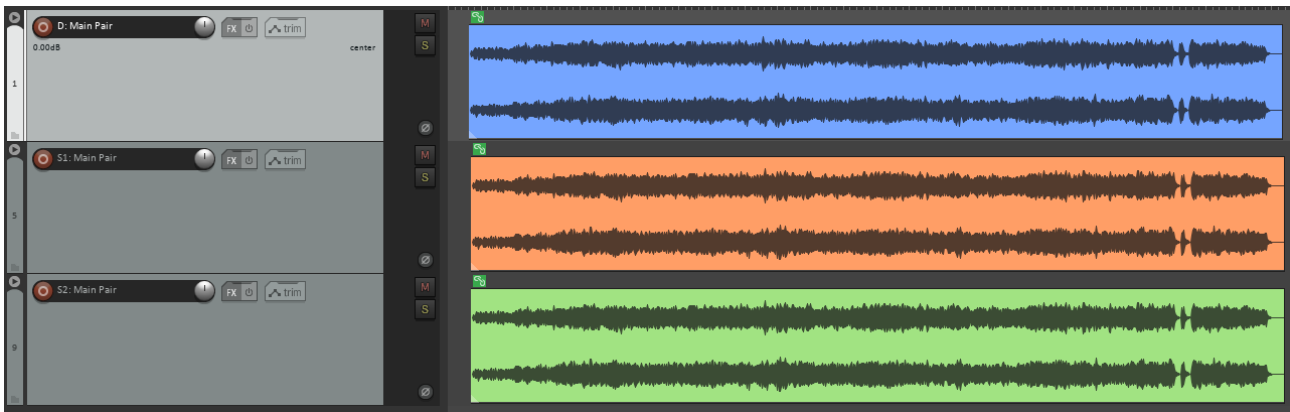 D: Main Pair FX trim M
0.00dB center S
1
S1: Main Pair FX trim M
S
5
S2: Main Pair FX trim M
S
9